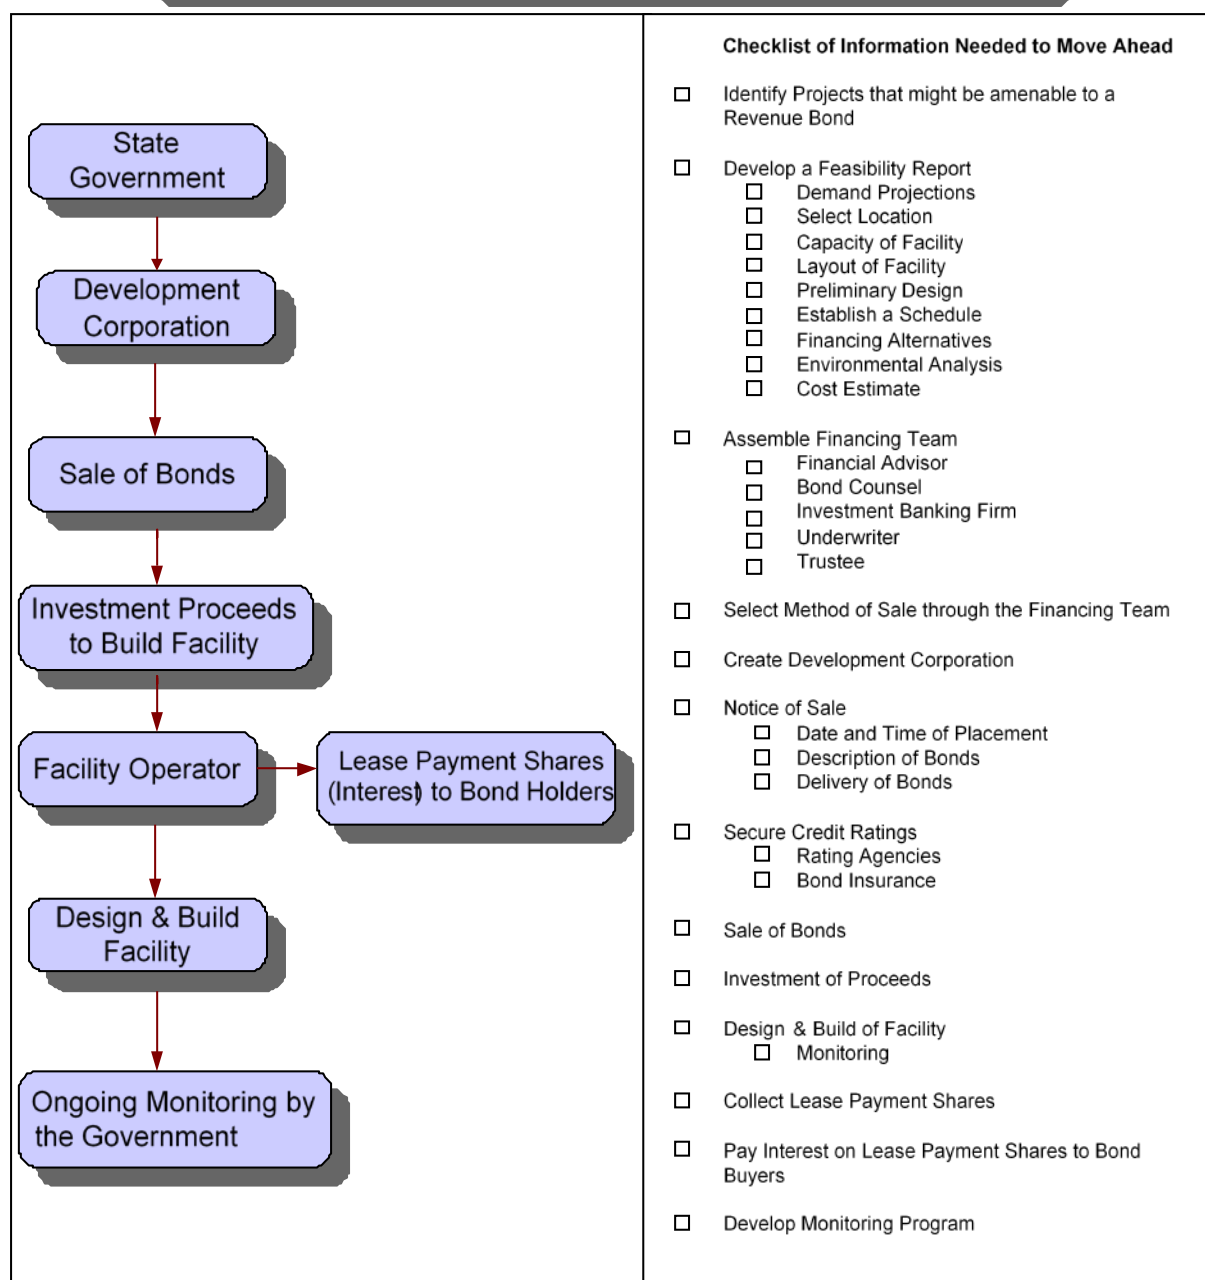 State
Government
Development
Corporation
Sale of Bonds
Investment Proceeds
to Build Facility
Facility Operator
Lease Payment Shares
(Interest) to Bond Holders
Design & Build
Facility
Ongoing Monitoring by
the Government
Checklist of Information Needed to Move Ahead
Identify Projects that might be amenable to a
Revenue Bond
Develop a Feasibility Report
Demand Projections
Select Location
Capacity of Facility
Layout of Facility
Preliminary Design
Establish a Schedule
Financing Alternatives
Environmental Analysis
Cost Estimate
Assemble Financing Team
Financial Advisor
Bond Counsel
Investment Banking Firm
Underwriter
Trustee
Select Method of Sale through the Financing Team
Create Development Corporation
Notice of Sale
Date and Time of Placement
Description of Bonds
Delivery of Bonds
Secure Credit Ratings
Rating Agencies
Bond Insurance
Sale of Bonds
Investment of Proceeds
Design & Build of Facility
Monitoring
Collect Lease Payment Shares
Pay Interest on Lease Payment Shares to Bond
Buyers
Develop Monitoring Program